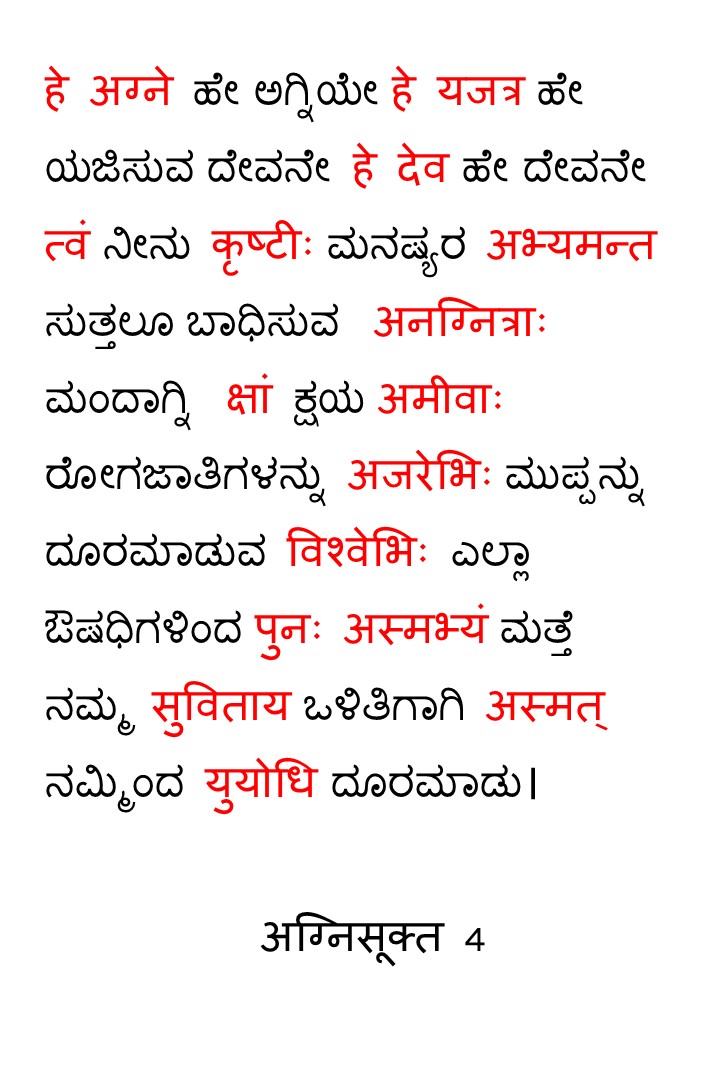 हे अग्ने ಹೇ ಅಗ್ನಿಯೇ हे यजत्र ಹೇ
ಯಜಿಸುವ ದೇವನೇ हे देव ಹೇ ದೇವನೇ
त्वं ನೀನು कृष्टीः ಮನಷ್ಯರ अभ्यमन्त
ಸುತ್ತಲೂ ಬಾಧಿಸುವ अनग्नित्राः
ಮಂದಾಗ್ನಿ क्षां ಕ್ಷಯ अमीवाः
ರೋಗಜಾತಿಗಳನ್ನು अजरेभिः ಮುಪ್ಪನ್ನು
ದೂರಮಾಡುವ विश्वेभिः ಎಲ್ಲಾ
ಔಷಧಿಗಳಿಂದ पुनः अस्मभ्यं ಮತ್ತೆ
ನಮ್ಮ सुविताय ಒಳಿತಿಗಾಗಿ अस्मत्
ನಮ್ಮಿಂದ युयोधि ದೂರಮಾಡು।
अग्निसूक्त 4